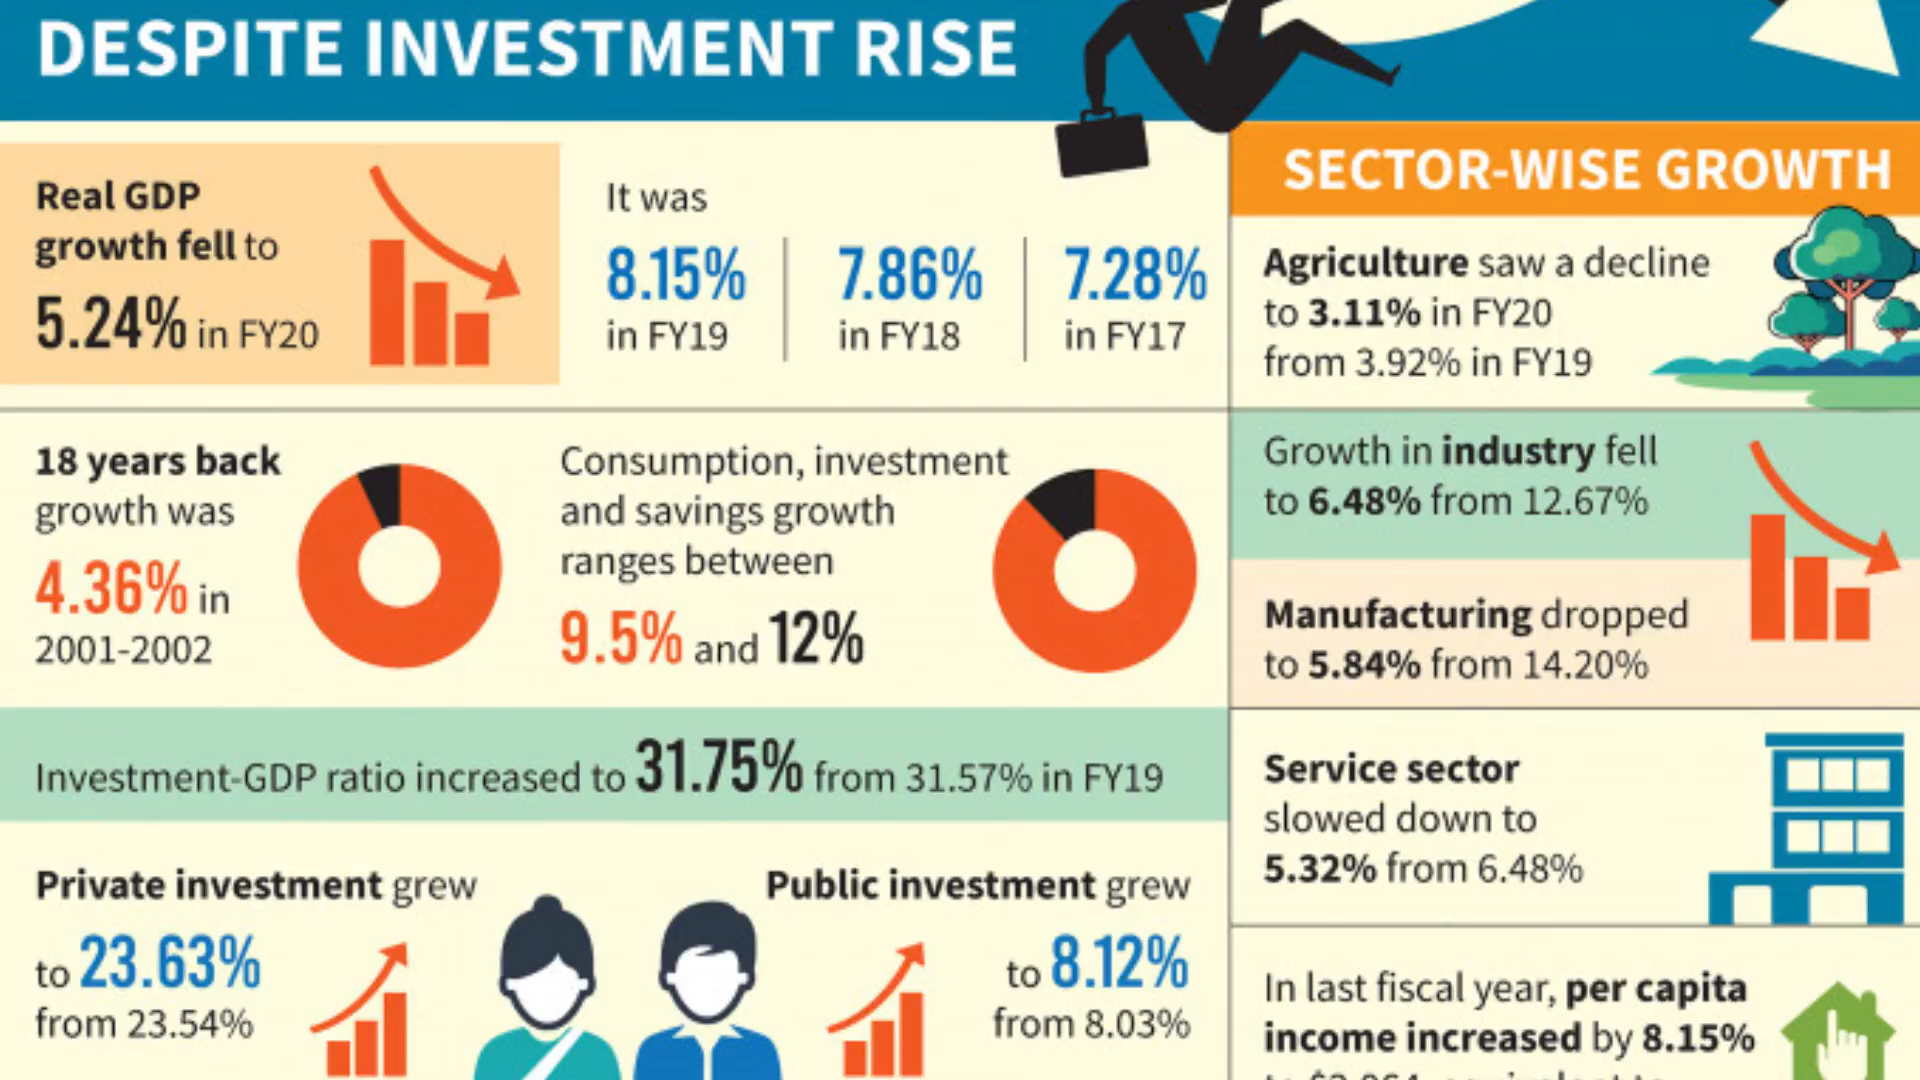 DESPITE INVESTMENT RISE
Real GDP
growth fell to
5.24% in FY20
It was
8.15%
in FY19
7.86%
in FY18
7.28%
in FY17
18 years back
growth was
4.36% in
2001-2002
Consumption, investment
and savings growth
ranges between
9.5% and 12%
Investment-GDP ratio increased to 31.75% from 31.57% in FY19
Private investment grew
to 23.63%
from 23.54%
Public investment grew
to 8.12%
from 8.03%
SECTOR-WISE GROWTH
Agriculture saw a decline
to 3.11% in FY20
from 3.92% in FY19
Growth in industry fell
to 6.48% from 12.67%
Manufacturing dropped
to 5.84% from 14.20%
Service sector
slowed down to
5.32% from 6.48%
In last fiscal year, per capita
income increased by 8.15%